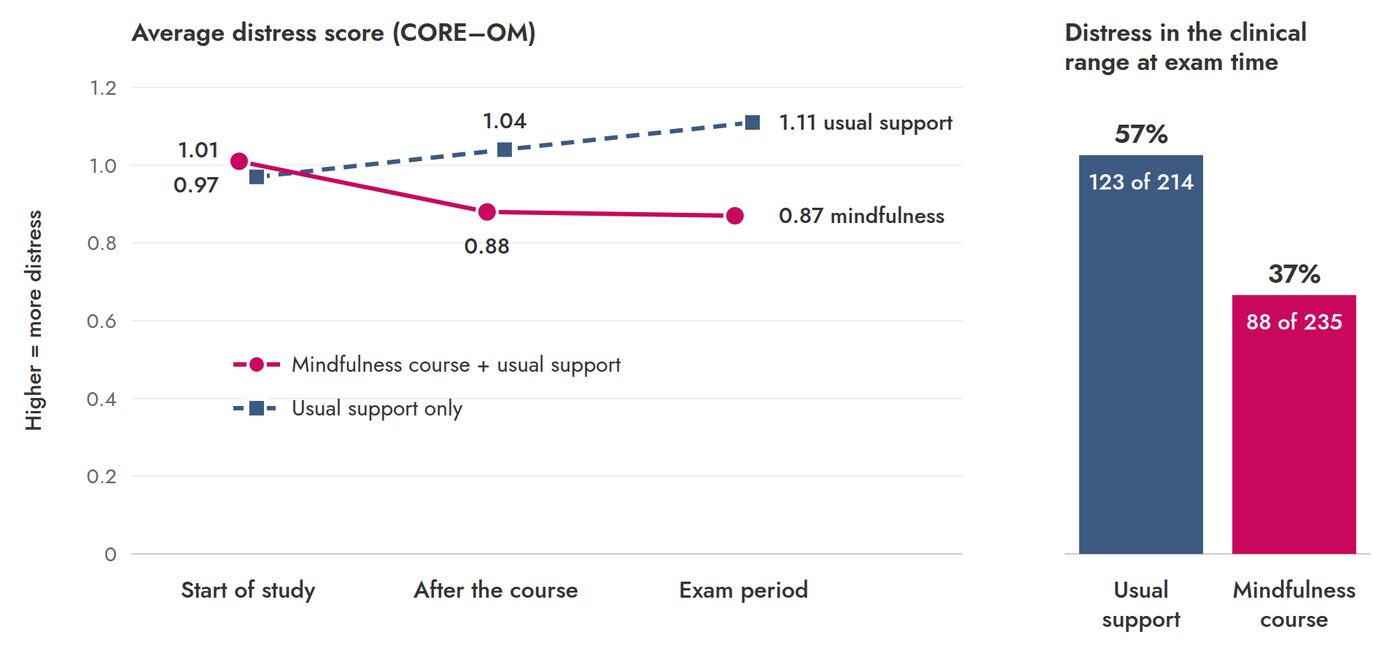 Average distress score (CORE–OM)
Higher = more distress
1.2
1.0
0.8
0.6
0.4
0.2
0
1.01
0.97
1.04
0.88
1.11 usual support
0.87 mindfulness
Mindfulness course + usual support
Usual support only
Start of study
After the course
Exam period
Distress in the clinical
range at exam time
57%
123 of 214
37%
88 of 235
Usual
support
Mindfulness
course